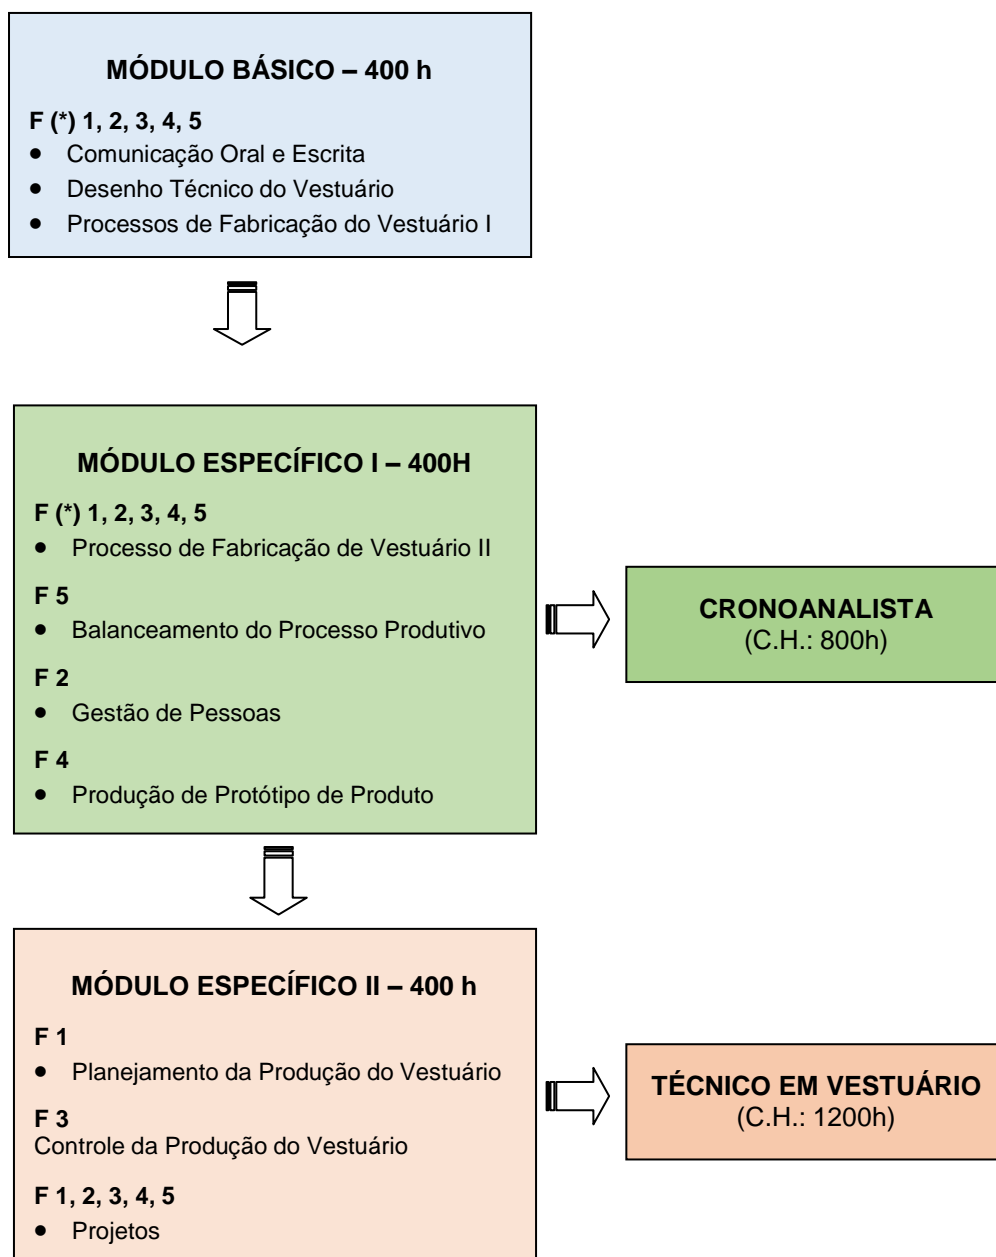 MÓDULO BÁSICO – 400 h
F (*) 1, 2, 3, 4, 5
• Comunicação Oral e Escrita
• Desenho Técnico do Vestuário
• Processos de Fabricação do Vestuário I
MÓDULO ESPECÍFICO I – 400H
F (*) 1, 2, 3, 4, 5
• Processo de Fabricação de Vestuário II
F 5
• Balanceamento do Processo Produtivo
F 2
• Gestão de Pessoas
F 4
• Produção de Protótipo de Produto
CRONOANALISTA
(C.H.: 800h)
MÓDULO ESPECÍFICO II – 400 h
F 1
• Planejamento da Produção do Vestuário
F 3
Controle da Produção do Vestuário
F 1, 2, 3, 4, 5
• Projetos
TÉCNICO EM VESTUÁRIO
(C.H.: 1200h)